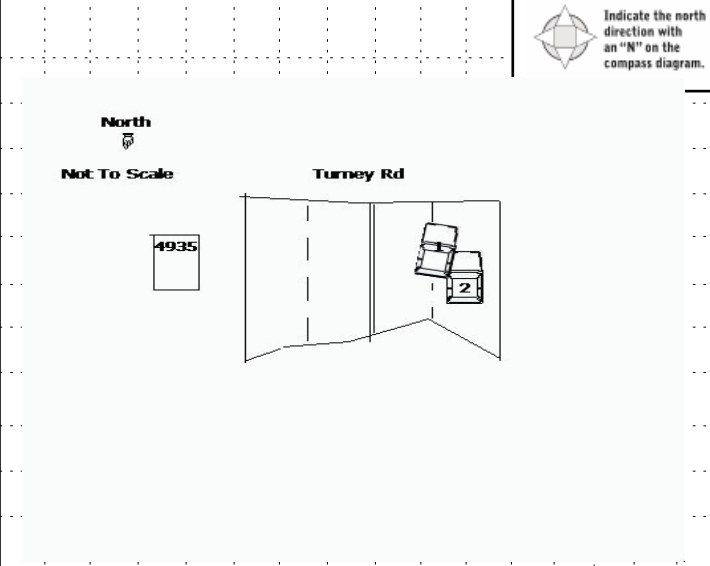 Indicate the north
direction with
an "N" on the
compass diagram.
North
Not To Scale
Turney Rd
4935
1
2